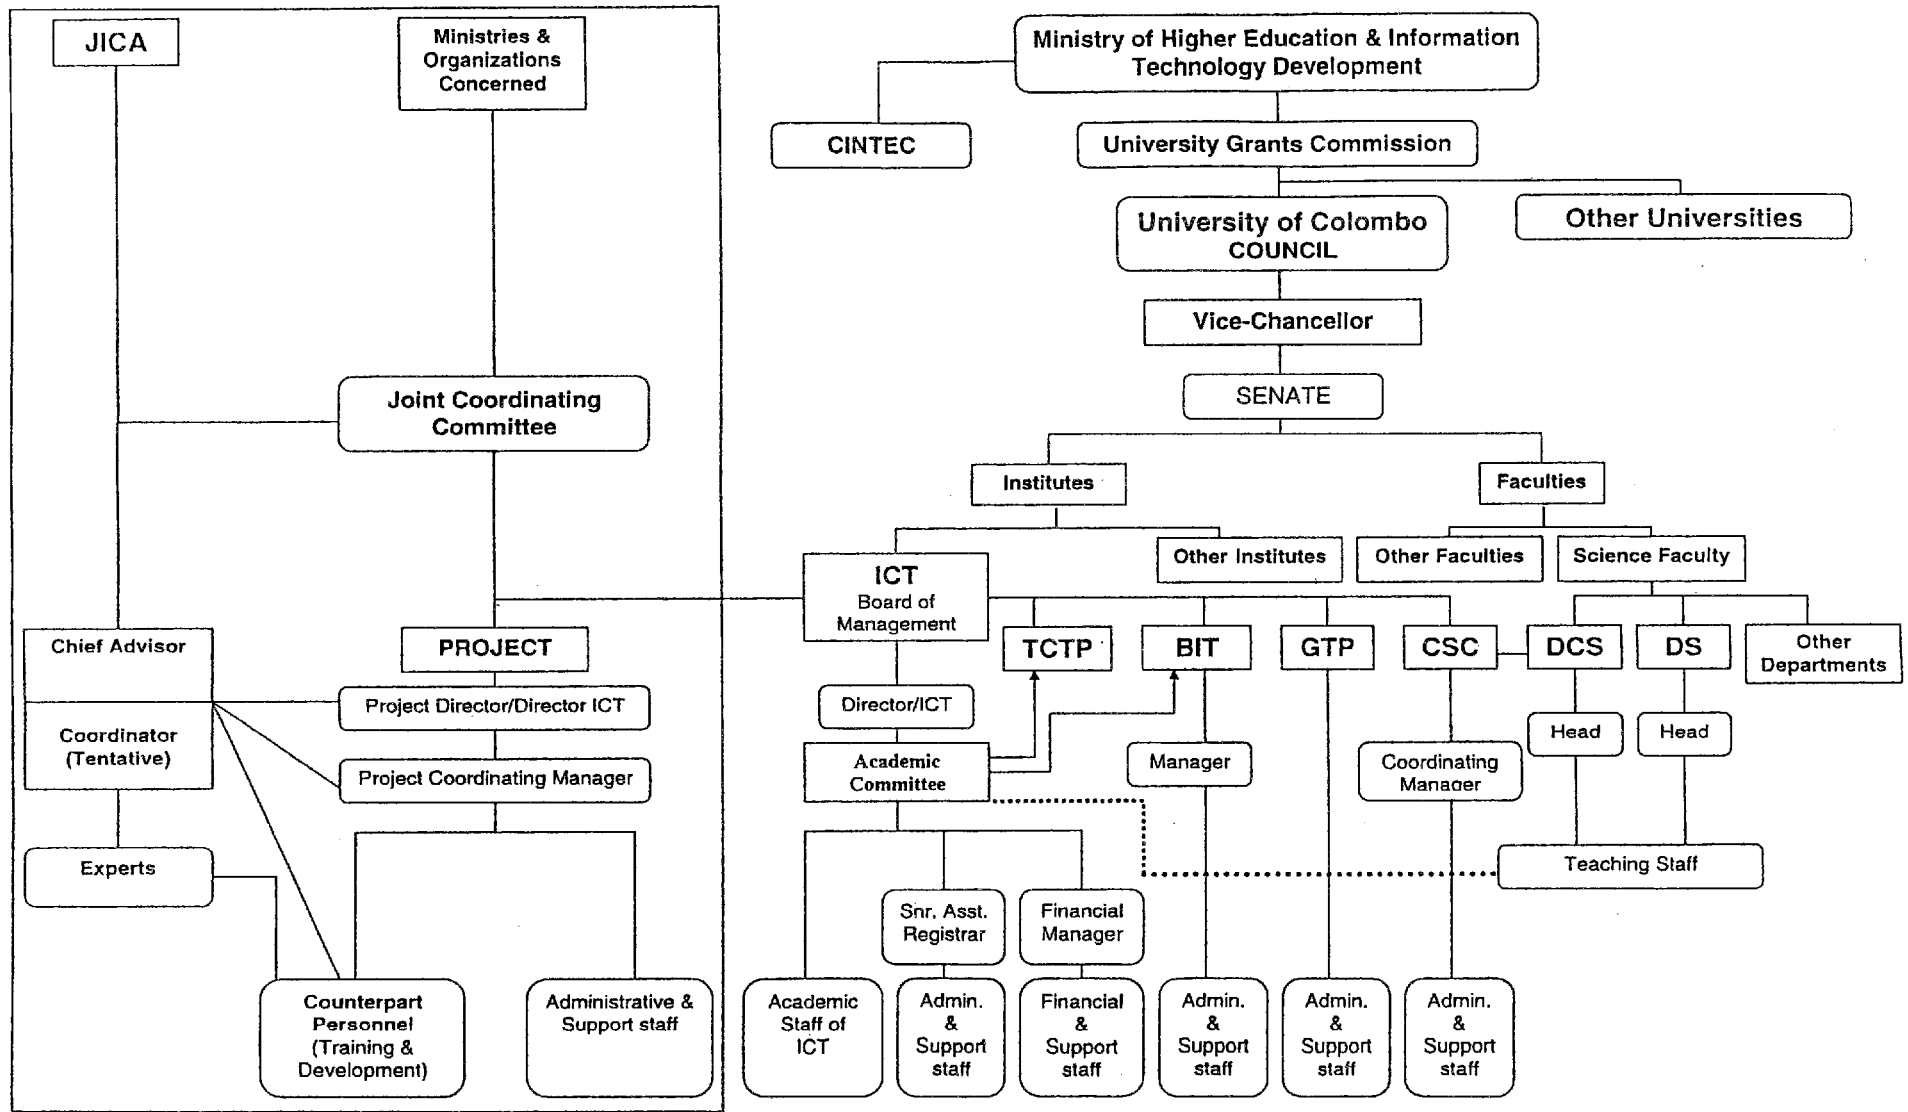 JICA
Ministries &
Organizations
Concerned
Ministry of Higher Education & Information
Technology Development
CINTEC
University Grants Commission
University of Colombo
COUNCIL
Other Universities
Vice-Chancellor
SENATE
Joint Coordinating
Committee
Institutes
Faculties
Other Institutes
Other Faculties
Science Faculty
ICT
Board of
Management
Chief Advisor
Coordinator
(Tentative)
PROJECT
TCTP
BIT
GTP
CSC
DCS
DS
Other
Departments
Project Director/Director ICT
Director/ICT
Head
Head
Project Coordinating Manager
Academic
Committee
Manager
Coordinating
Manager
Experts
Teaching Staff
Snr. Asst.
Registrar
Financial
Manager
Counterpart
Personnel
(Training &
Development)
Administrative &
Support staff
Academic
Staff of
ICT
Admin.
&
Support
staff
Financial
&
Support
staff
Admin.
&
Support
staff
Admin.
&
Support
staff
Admin.
&
Support
staff